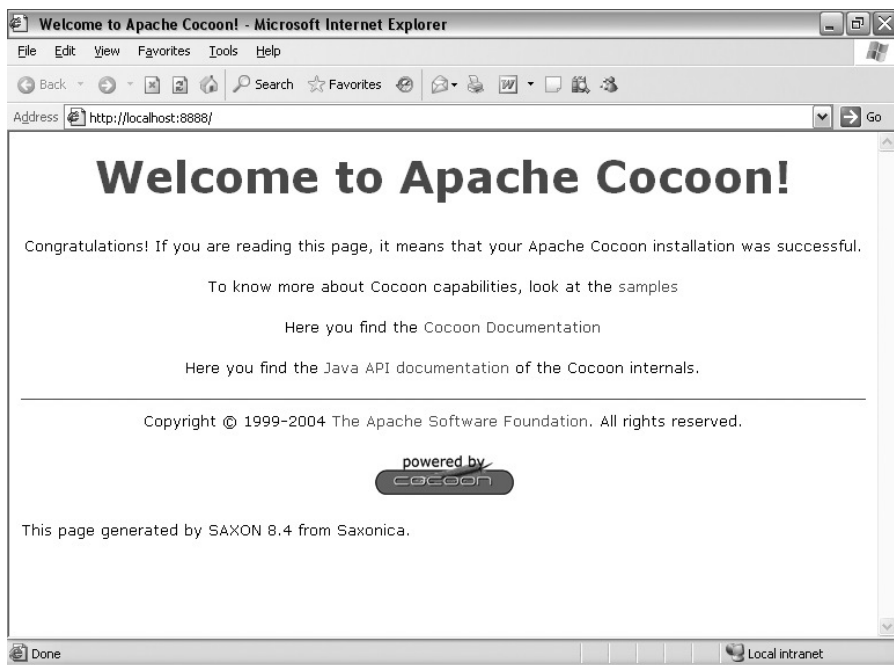 Welcome to Apache Cocoon! - Microsoft Internet Explorer
File Edit View Favorites Tools Help
Back Search Favorites
Address http://localhost:8888/ Go
Welcome to Apache Cocoon!
Congratulations! If you are reading this page, it means that your Apache Cocoon installation was successful.
To know more about Cocoon capabilities, look at the samples
Here you find the Cocoon Documentation
Here you find the Java API documentation of the Cocoon internals.
Copyright © 1999-2004 The Apache Software Foundation. All rights reserved.
powered by
cocoon
This page generated by SAXON 8.4 from Saxonica.
Done Local intranet